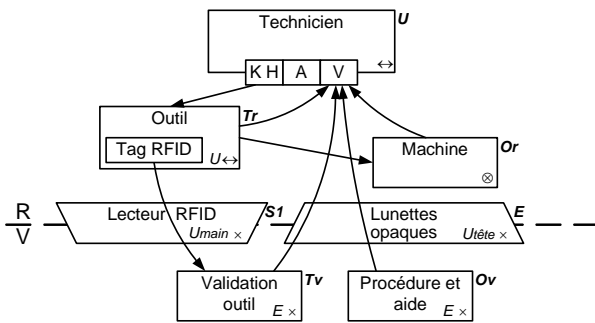 Technicien
U
↔
K H
A
V
Outil
Tr
Tag RFID
U↔
Machine
Or
⊗
R
V
Lecteur RFID
S1
Umain ×
Lunettes
opaques
E
Utête ×
Validation
outil
Tv
E ×
Procédure et
aide
Ov
E ×